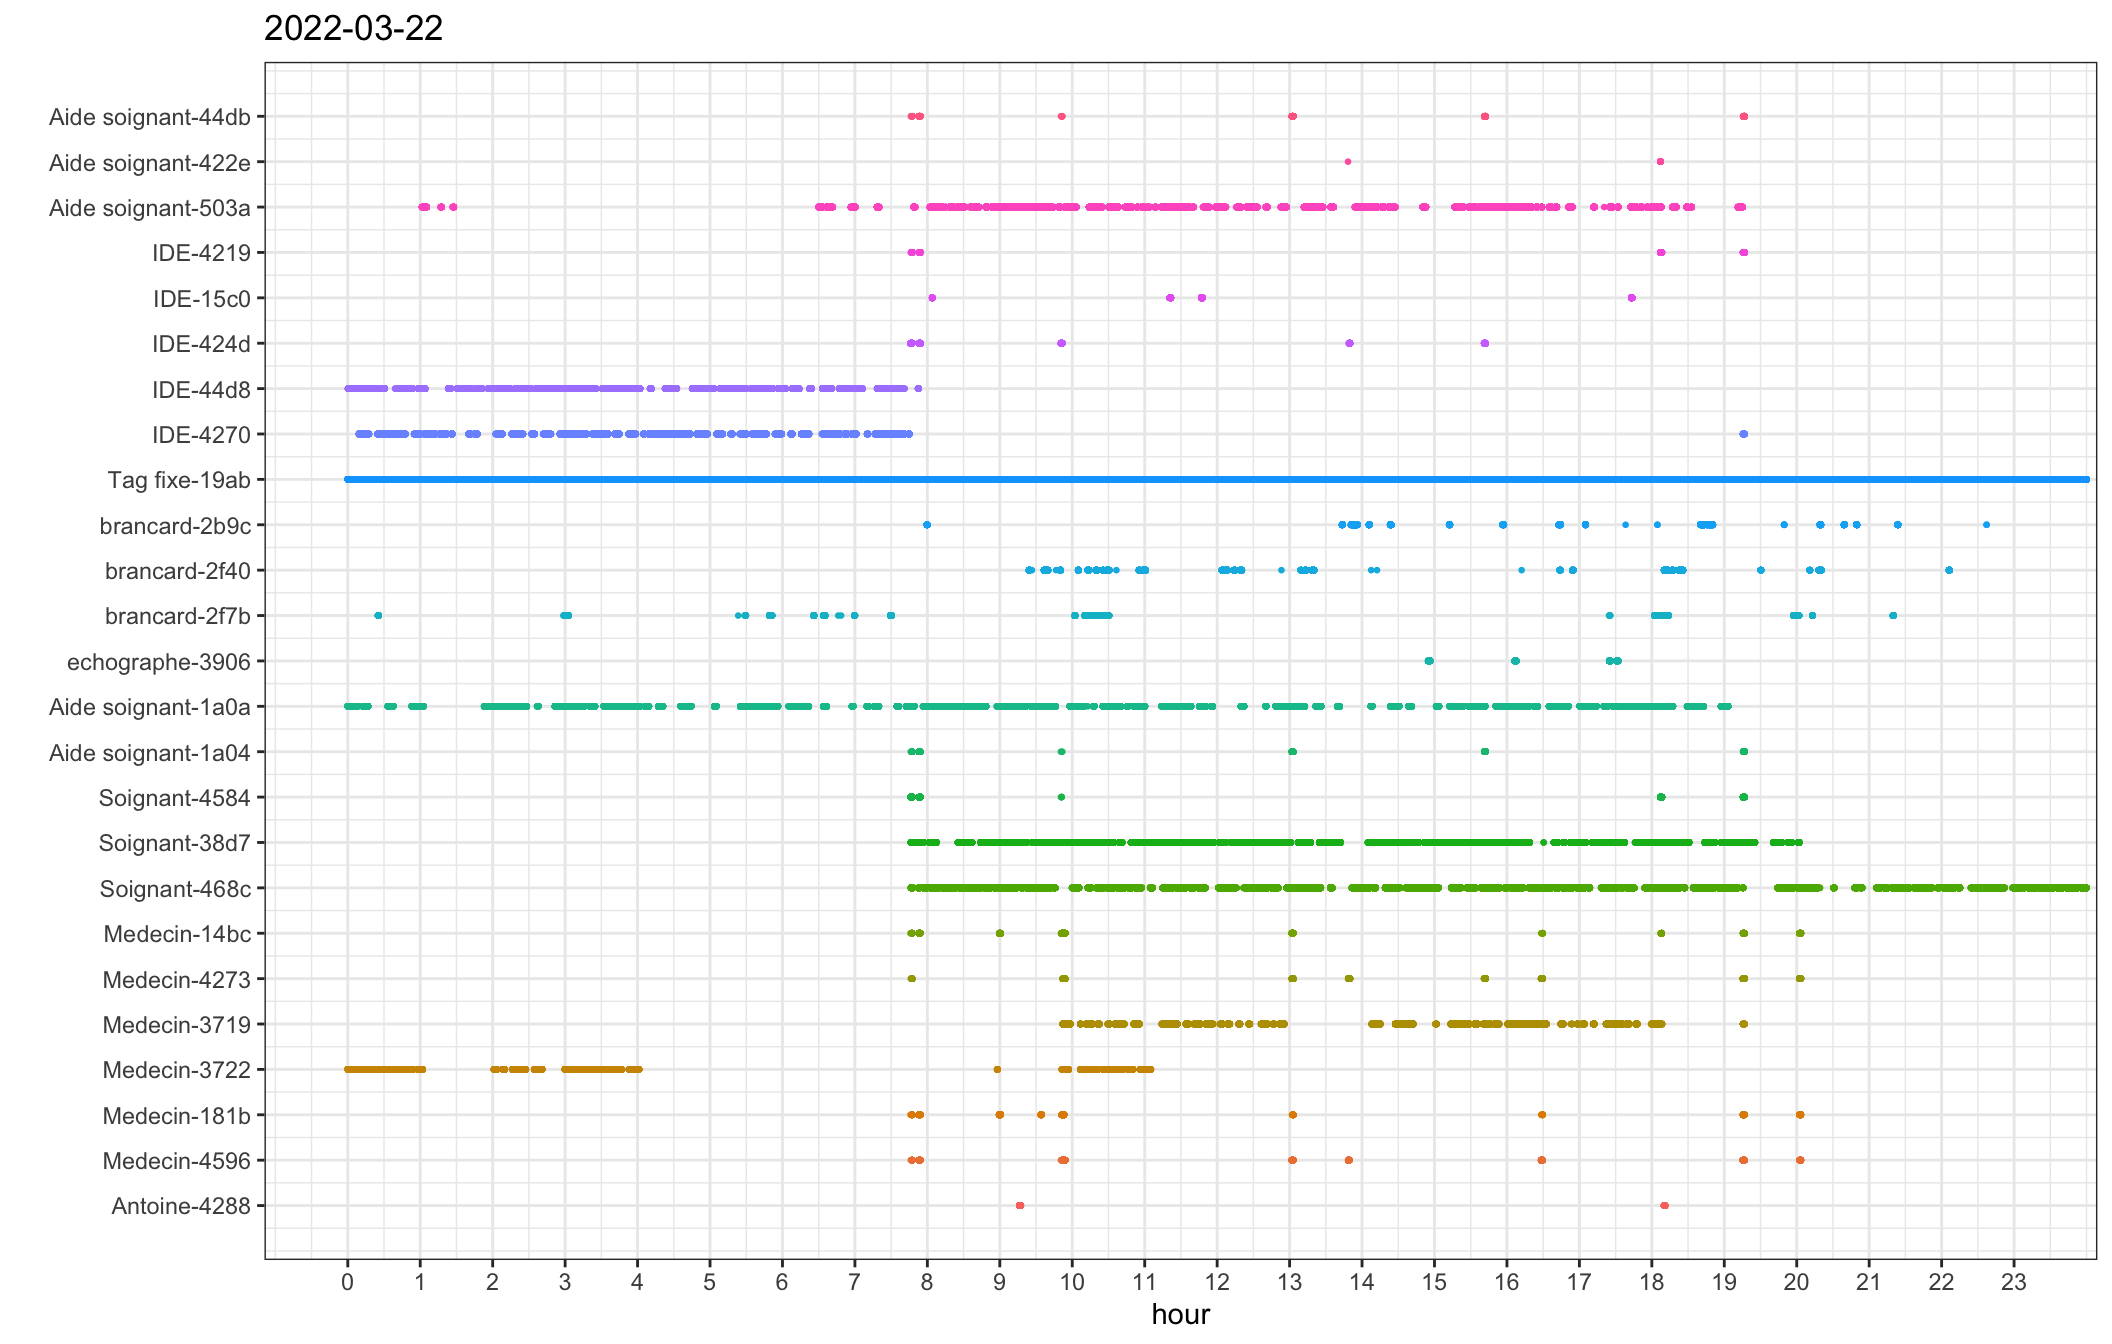 2022-03-22
Aide soignant-44db
Aide soignant-422e
Aide soignant-503a
IDE-4219
IDE-15c0
IDE-424d
IDE-44d8
IDE-4270
Tag fixe-19ab
brancard-2b9c
brancard-2f40
brancard-2f7b
echographe-3906
Aide soignant-1a0a
Aide soignant-1a04
Soignant-4584
Soignant-38d7
Soignant-468c
Medecin-14bc
Medecin-4273
Medecin-3719
Medecin-3722
Medecin-181b
Medecin-4596
Antoine-4288
0 1 2 3 4 5 6 7 8 9 10 11 12 13 14 15 16 17 18 19 20 21 22 23
hour